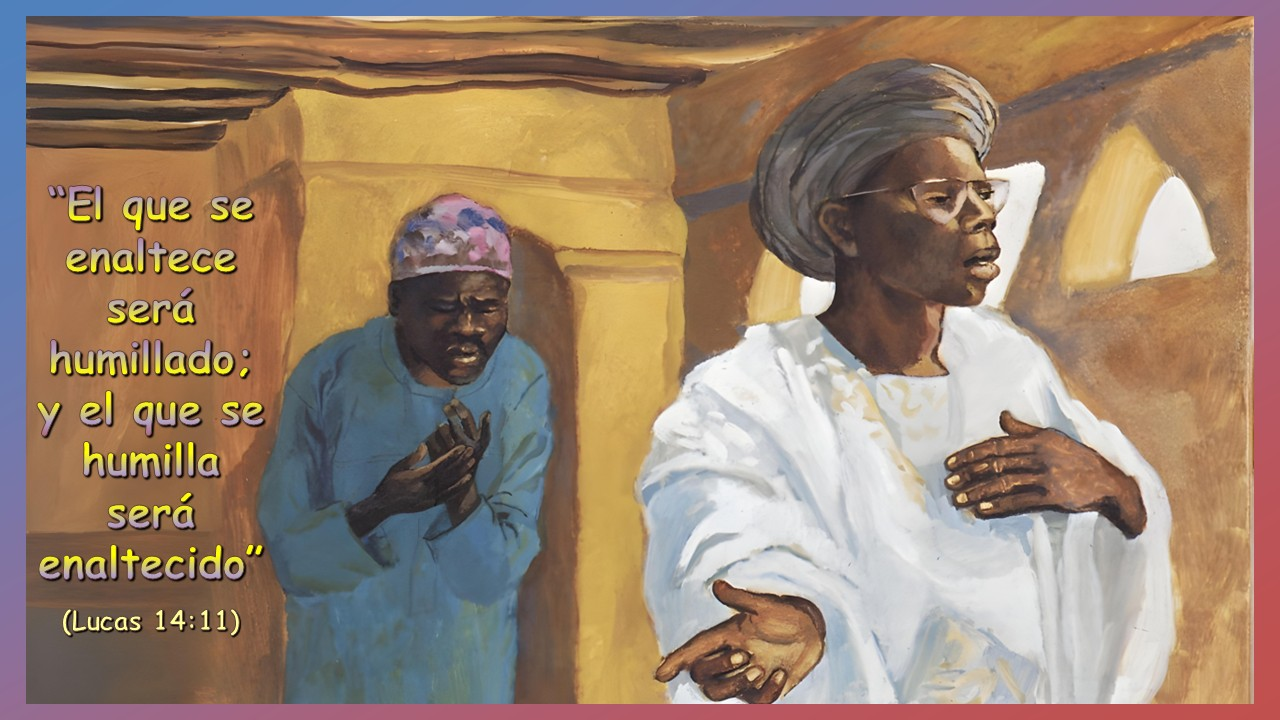 “El que se
enaltece
será
humillado;
y el que se
humilla
será
enaltecido”
(Lucas 14:11)